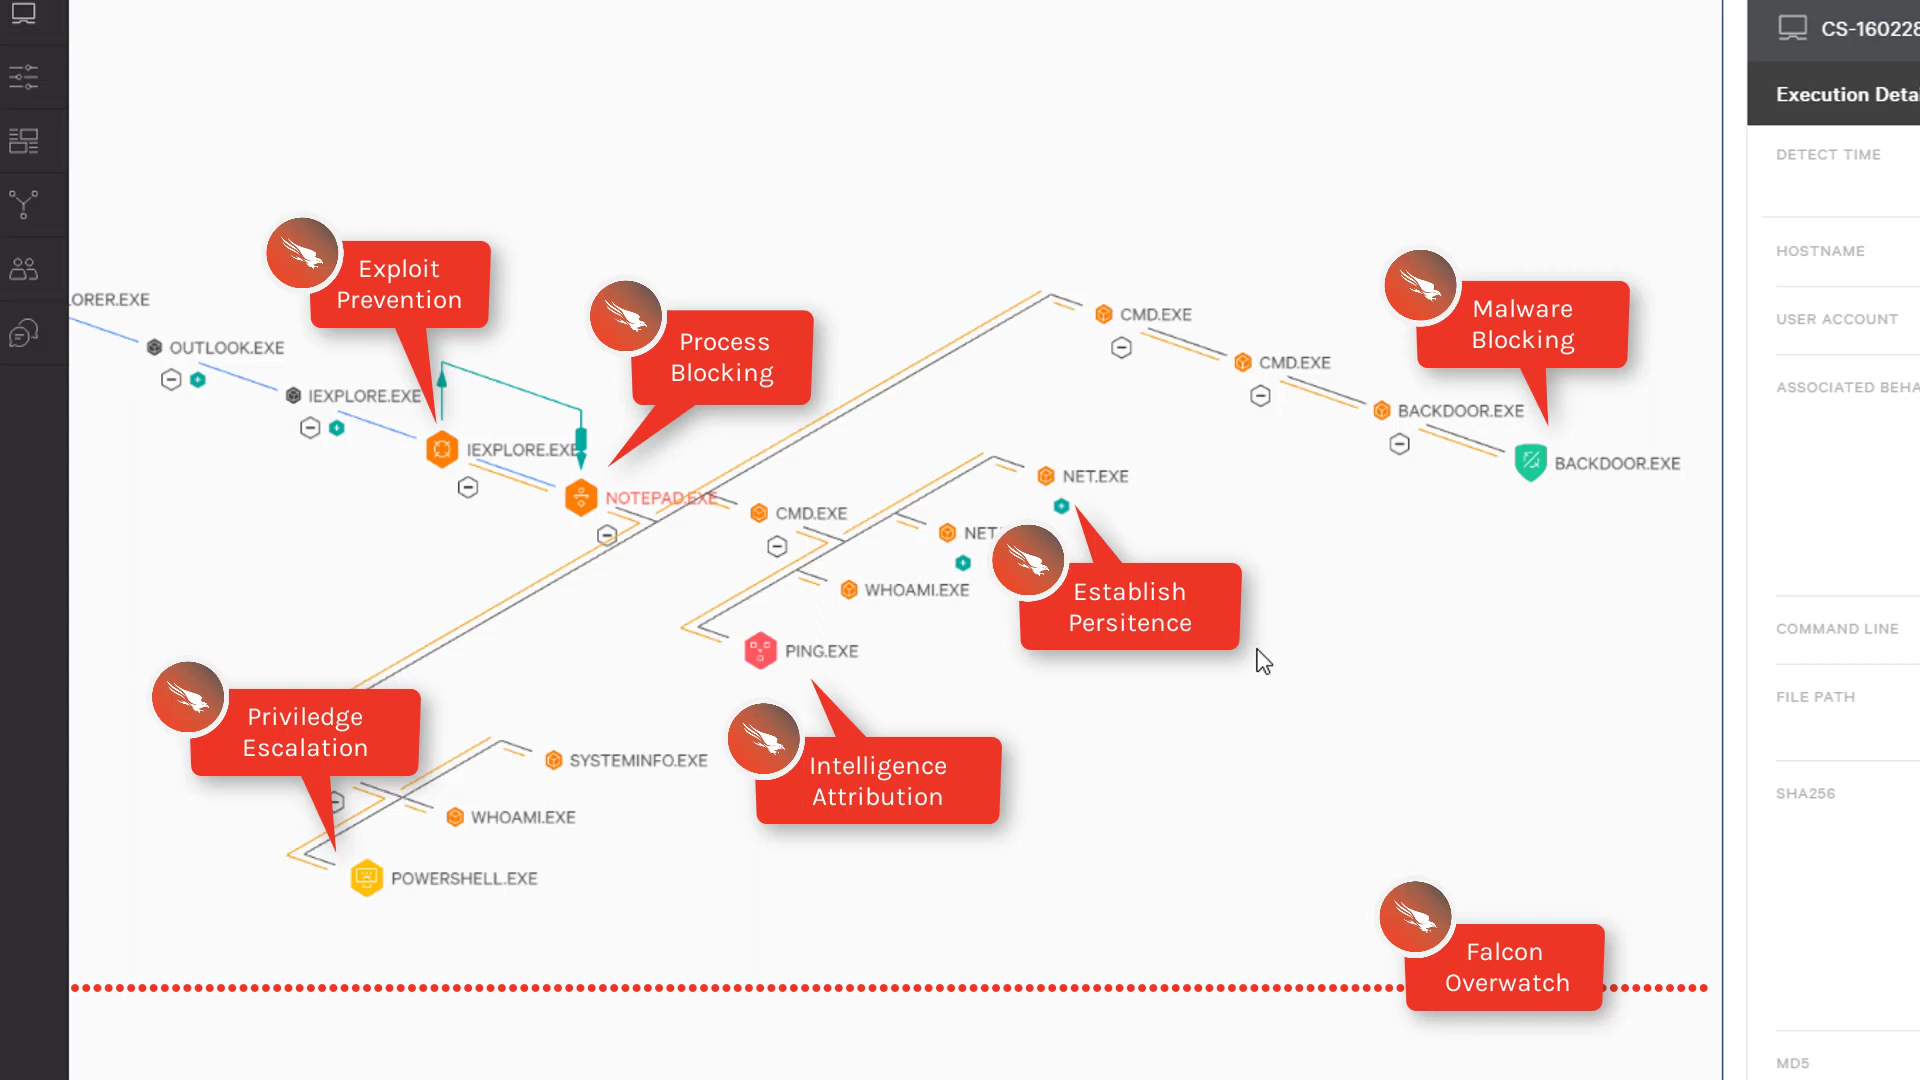 CS-160228
Execution Detai
DETECT TIME
HOSTNAME
USER ACCOUNT
ASSOCIATED BEHA
COMMAND LINE
FILE PATH
SHA256
MD5
Exploit
Prevention
Process
Blocking
Malware
Blocking
LORER.EXE
OUTLOOK.EXE
IEXPLORE.EXE
IEXPLORE.EXE
NOTEPAD.EXE
CMD.EXE
CMD.EXE
BACKDOOR.EXE
BACKDOOR.EXE
CMD.EXE
NET.EXE
NET
WHOAMI.EXE
PING.EXE
Establish
Persitence
Priviledge
Escalation
Intelligence
Attribution
SYSTEMINFO.EXE
WHOAMI.EXE
POWERSHELL.EXE
Falcon
Overwatch